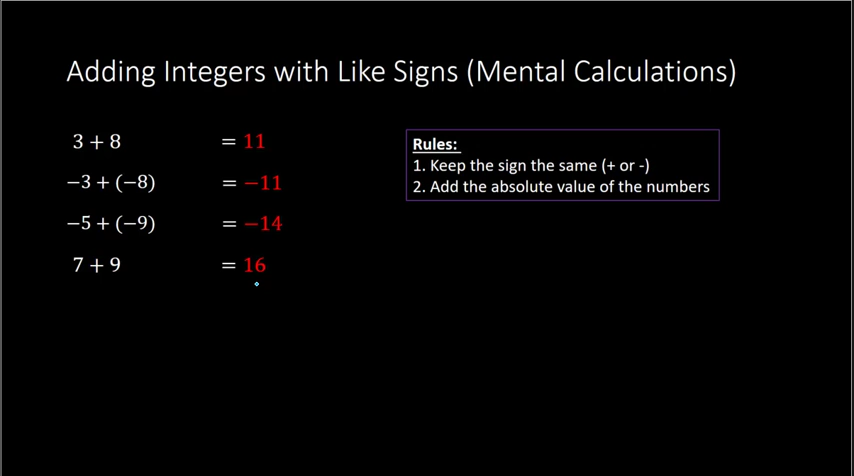 Adding Integers with Like Signs (Mental Calculations)
3 + 8 = 11
−3 + (−8) = −11
−5 + (−9) = −14
7 + 9 = 16
Rules:
1. Keep the sign the same (+ or -)
2. Add the absolute value of the numbers